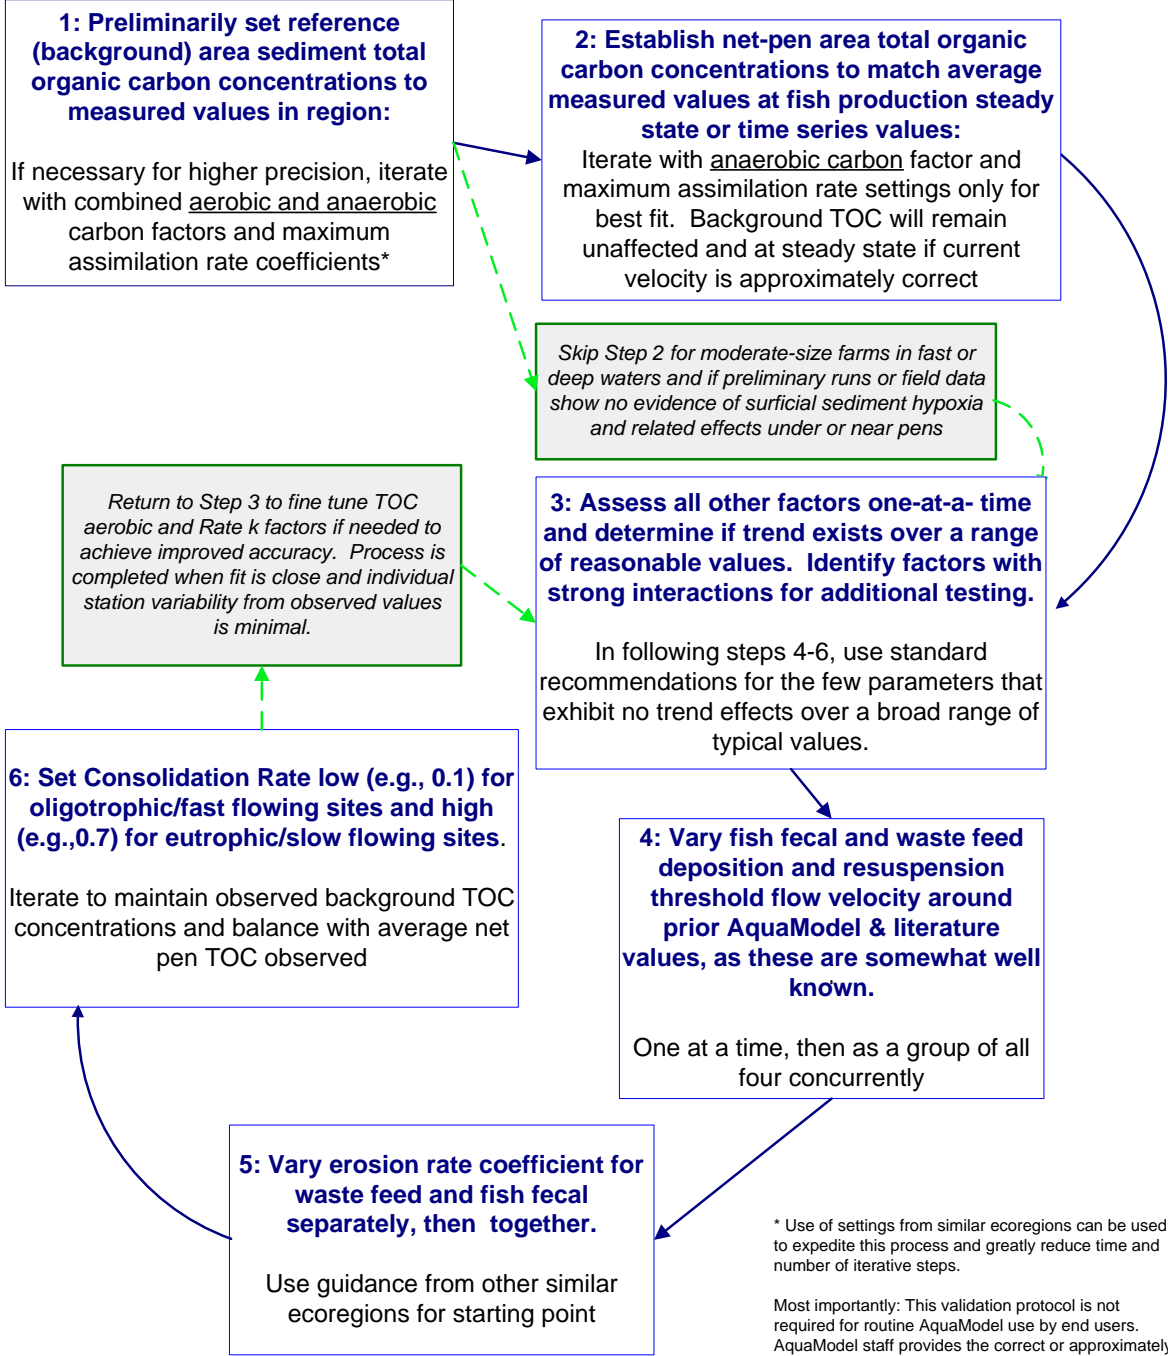 1: Preliminarily set reference
(background) area sediment total
organic carbon concentrations to
measured values in region:
If necessary for higher precision, iterate
with combined aerobic and anaerobic
carbon factors and maximum
assimilation rate coefficients*
2: Establish net-pen area total organic
carbon concentrations to match average
measured values at fish production steady
state or time series values:
Iterate with anaerobic carbon factor and
maximum assimilation rate settings only for
best fit.  Background TOC will remain
unaffected and at steady state if current
velocity is approximately correct
Skip Step 2 for moderate-size farms in fast or
deep waters and if preliminary runs or field data
show no evidence of surficial sediment hypoxia
and related effects under or near pens
Return to Step 3 to fine tune TOC
aerobic and Rate k factors if needed to
achieve improved accuracy.  Process is
completed when fit is close and individual
station variability from observed values
is minimal.
3: Assess all other factors one-at-a- time
and determine if trend exists over a range
of reasonable values.  Identify factors with
strong interactions for additional testing.
In following steps 4-6, use standard
recommendations for the few parameters that
exhibit no trend effects over a broad range of
typical values.
6: Set Consolidation Rate low (e.g., 0.1) for
oligotrophic/fast flowing sites and high
(e.g.,0.7) for eutrophic/slow flowing sites.
Iterate to maintain observed background TOC
concentrations and balance with average net
pen TOC observed
4: Vary fish fecal and waste feed
deposition and resuspension
threshold flow velocity around
prior AquaModel & literature
values, as these are somewhat well
known.
One at a time, then as a group of all
four concurrently
5: Vary erosion rate coefficient for
waste feed and fish fecal
separately, then  together.
Use guidance from other similar
ecoregions for starting point
* Use of settings from similar ecoregions can be used
to expedite this process and greatly reduce time and
number of iterative steps.
Most importantly: This validation protocol is not
required for routine AquaModel use by end users.
AquaModel staff provides the correct or approximately